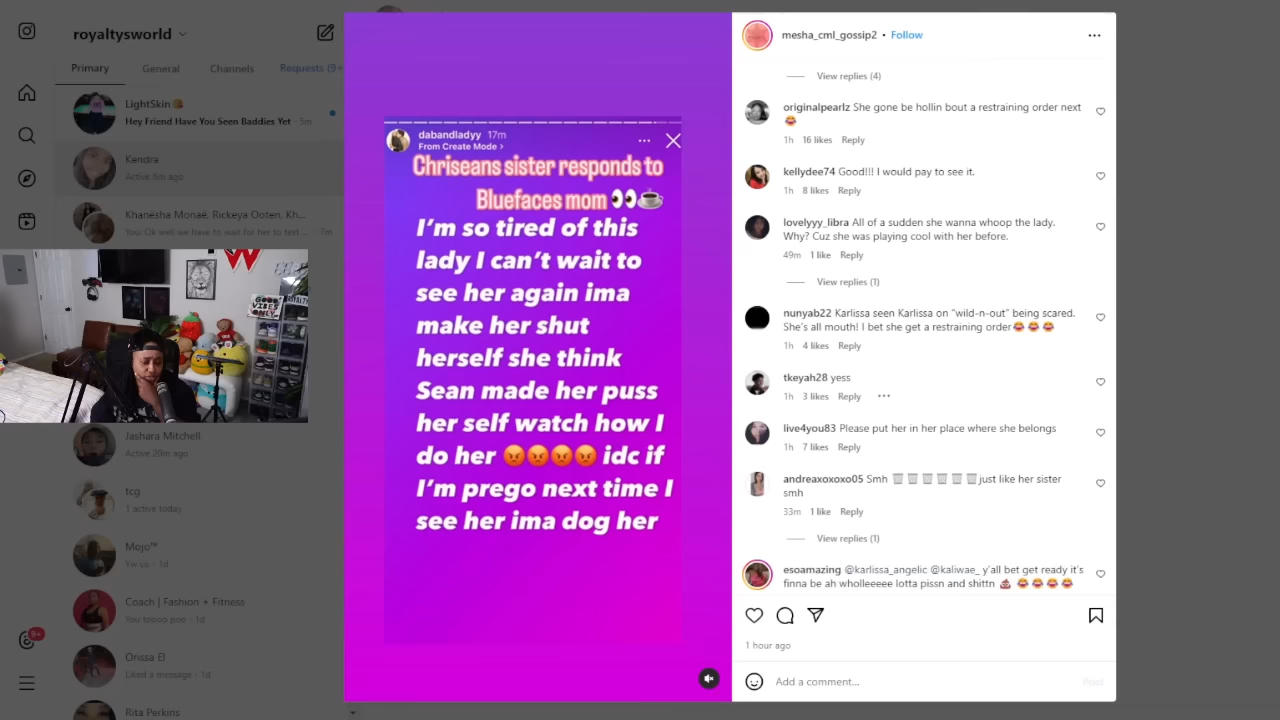 royaltysworld
Primary
General
Channels
Requests (9+
LightSkin
Hey Friend Have You Seen Baddies Yet · 5m
Kendra
Active 6m ago
Khanesha Monaé, Rickeya Ooten, Kh...
You: Ok well we have to wait for her to text ... · 7m
W
GOOD
VIBES
ONLY
Jashara Mitchell
Active 20m ago
tcg
1 active today
Mojo™
Yw us · 1d
Coach | Fashion + Fitness
You tooop poo · 1d
9+
Orissa El
Liked a message · 1d
Rita Perkins
dabandladyy 17m
From Create Mode >
Chriseans sister responds to
Bluefaces mom 👀☕
I'm so tired of this
lady I can't wait to
see her again ima
make her shut
herself she think
Sean made her puss
her self watch how I
do her 😡😡😡😡 idc if
I'm prego next time I
see her ima dog her
mesha_cml_gossip2 • Follow
View replies (4)
originalpearlz She gone be hollin bout a restraining order next
😂
1h 16 likes Reply
kellydee74 Good!!! I would pay to see it.
1h 8 likes Reply
lovelyyy_libra All of a sudden she wanna whoop the lady.
Why? Cuz she was playing cool with her before.
49m 1 like Reply
View replies (1)
nunyab22 Karlissa seen Karlissa on "wild-n-out" being scared.
She's all mouth! I bet she get a restraining order😂😂😂
1h 4 likes Reply
tkeyah28 yess
1h 3 likes Reply
live4you83 Please put her in her place where she belongs
1h 7 likes Reply
andreaxoxoxo05 Smh 🗑🗑🗑🗑🗑🗑just like her sister
smh
33m 1 like Reply
View replies (1)
esoamazing @karlissa_angelic @kaliwae_ y'all bet get ready it's
finna be ah wholleeeee lotta pissn and shittn 💩 😂😂😂😂
1 hour ago
Add a comment...
Post